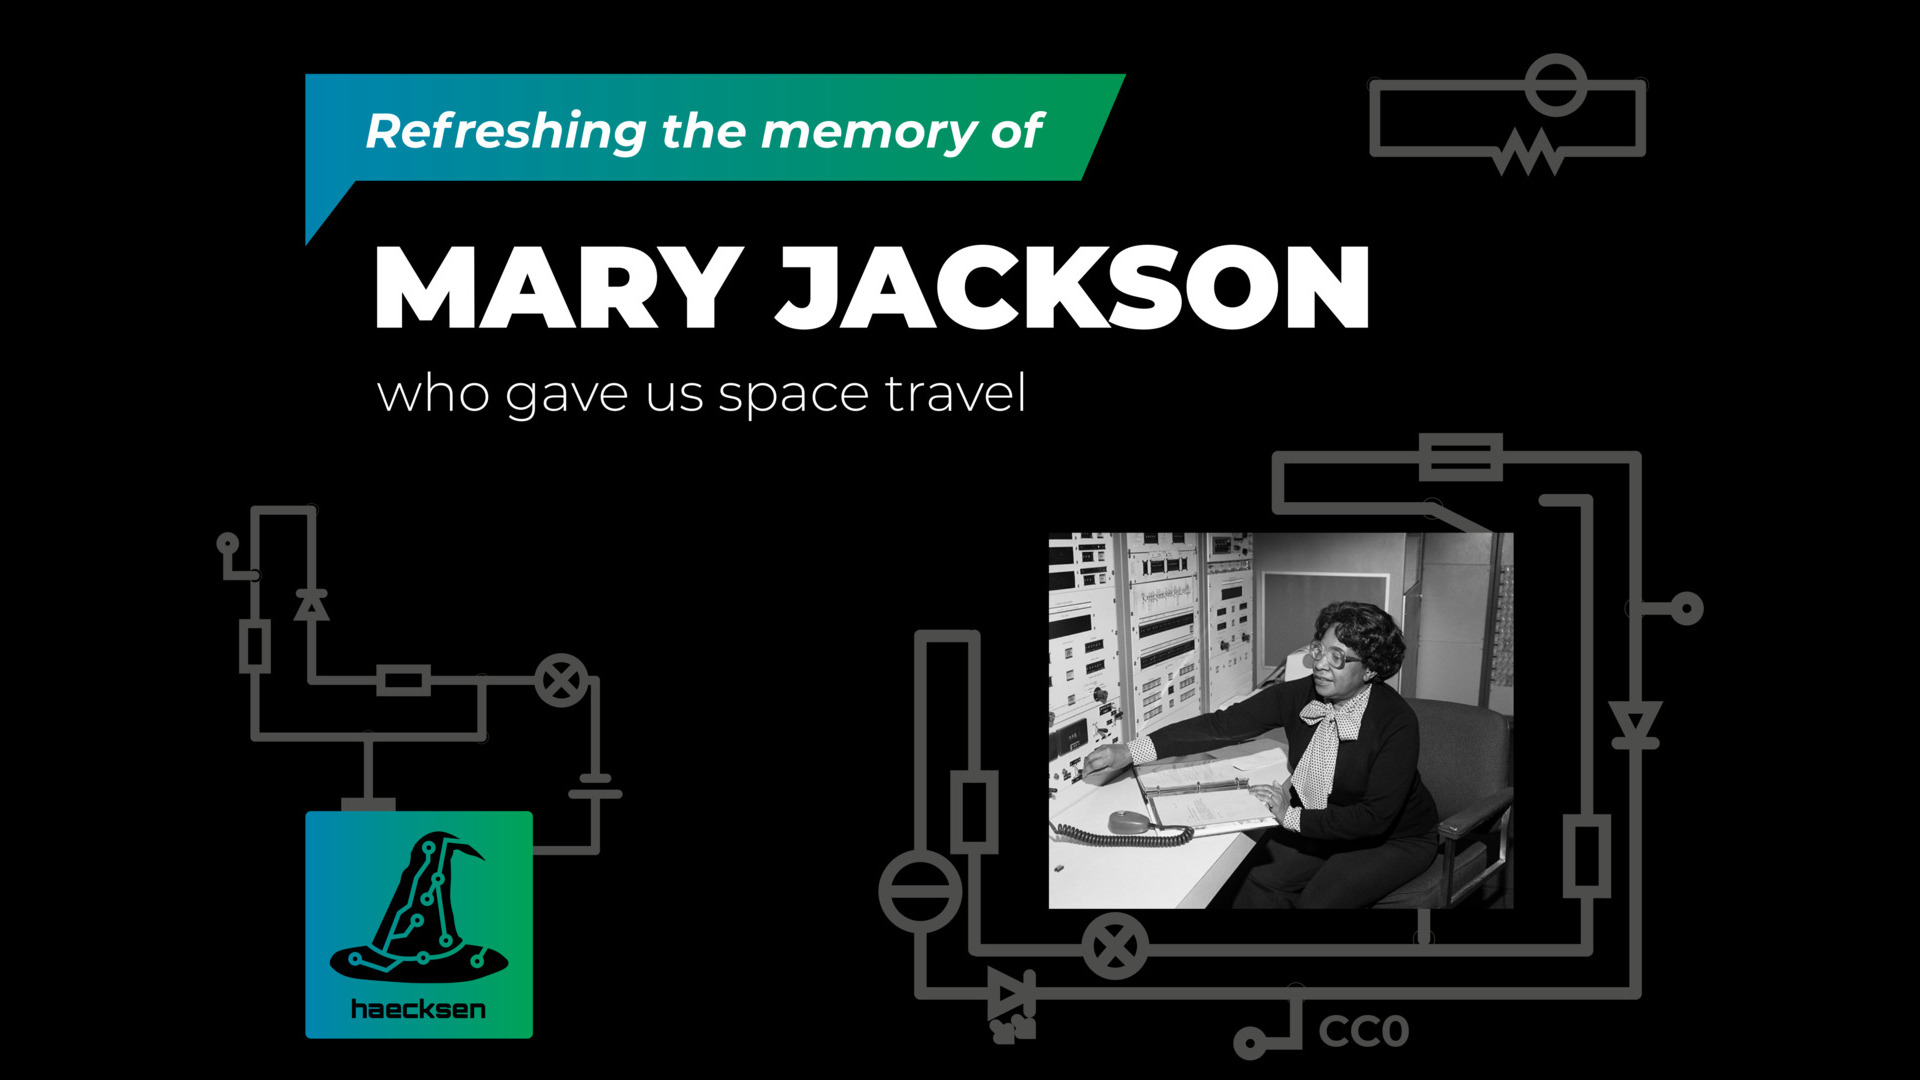 Refreshing the memory of
MARY JACKSON
who gave us space travel
haecksen
CC0